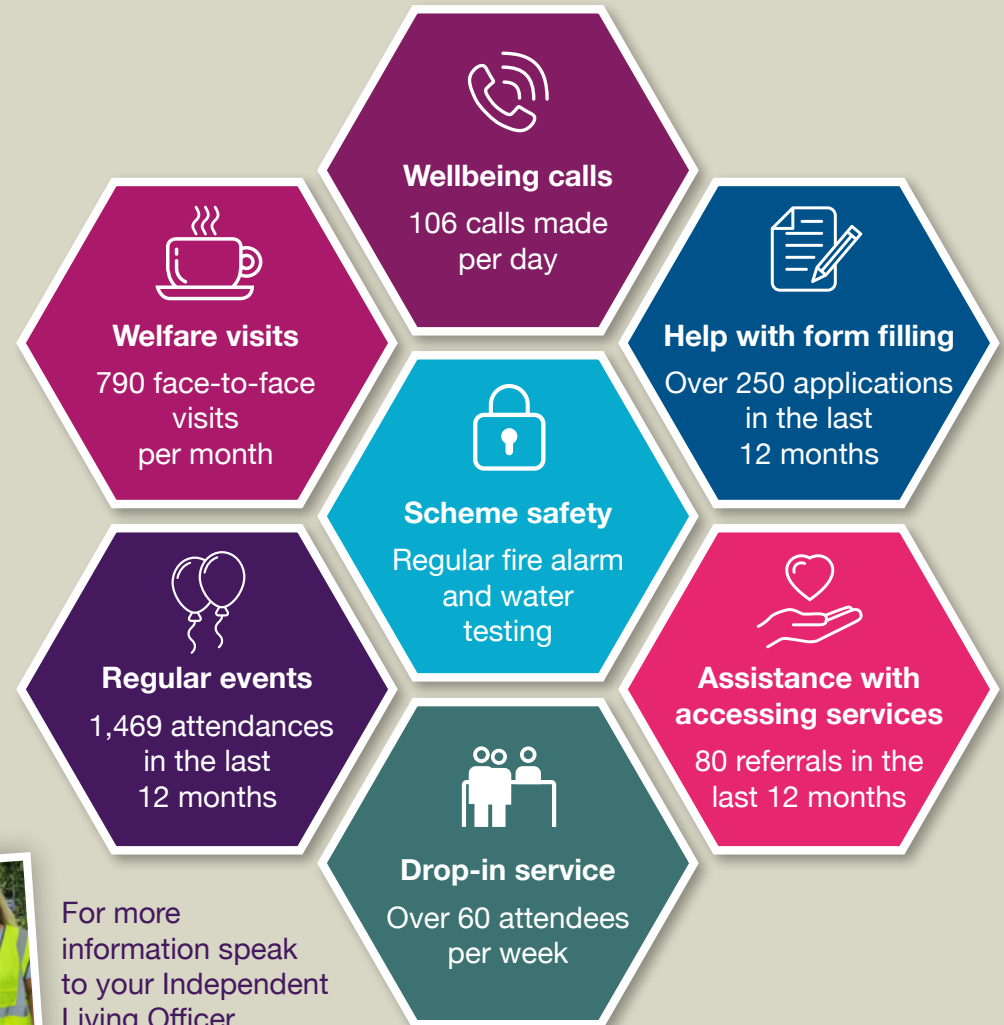 Wellbeing calls
106 calls made
per day
Welfare visits
790 face-to-face
visits
per month
Help with form filling
Over 250 applications
in the last
12 months
Scheme safety
Regular fire alarm
and water
testing
Regular events
1,469 attendances
in the last
12 months
Assistance with
accessing services
80 referrals in the
last 12 months
Drop-in service
Over 60 attendees
per week
For more
information speak
to your Independent
Living Officer